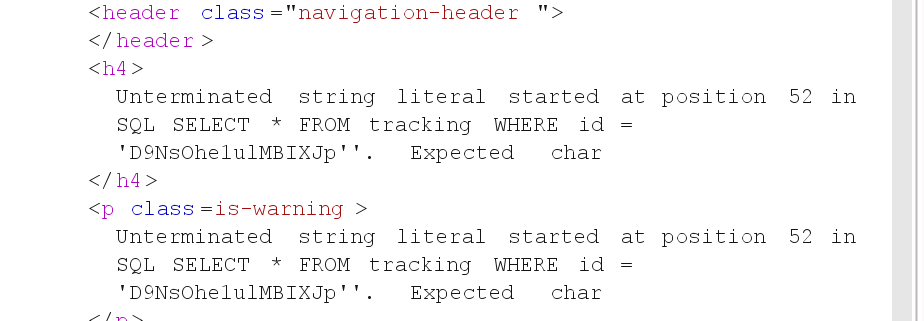 <header class="navigation-header ">
</header>
<h4>
Unterminated string literal started at position 52 in
SQL SELECT * FROM tracking WHERE id =
'D9NsOhe1ulMBIXJp''. Expected char
</h4>
<p class=is-warning >
Unterminated string literal started at position 52 in
SQL SELECT * FROM tracking WHERE id =
'D9NsOhe1ulMBIXJp''. Expected char
</p>